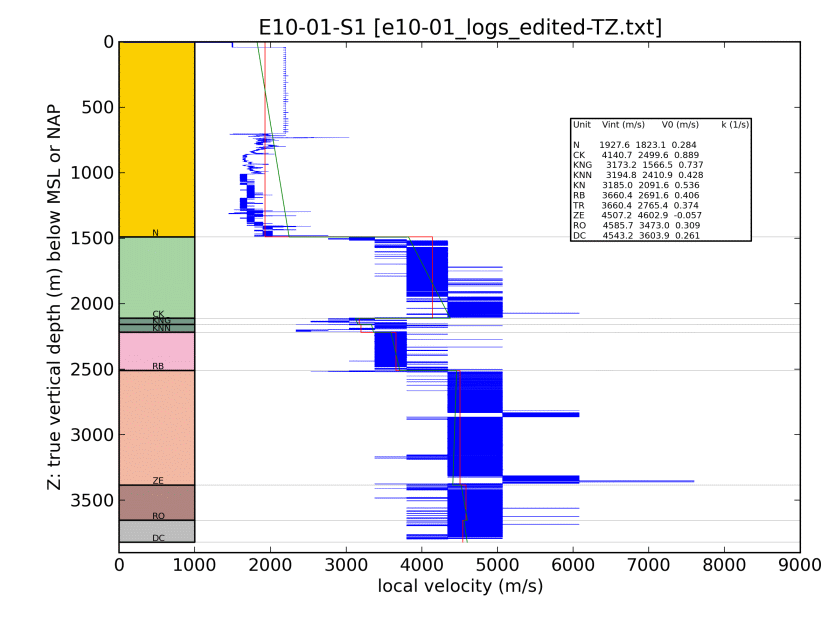 E10-01-S1 [e10-01_logs_edited-TZ.txt]
0
500
1000
1500
2000
2500
3000
3500
Z: true vertical depth (m) below MSL or NAP
N
CK
KNG
KNN
RB
ZE
RO
DC
Unit Vint (m/s) V0 (m/s) k (1/s)
N 1927.6 1823.1 0.284
CK 4140.7 2499.6 0.889
KNG 3173.2 1566.5 0.737
KNN 3194.8 2410.9 0.428
KN 3185.0 2091.6 0.536
RB 3660.4 2691.6 0.406
TR 3660.4 2765.4 0.374
ZE 4507.2 4602.9 -0.057
RO 4585.7 3473.0 0.309
DC 4543.2 3603.9 0.261
0 1000 2000 3000 4000 5000 6000 7000 8000 9000
local velocity (m/s)